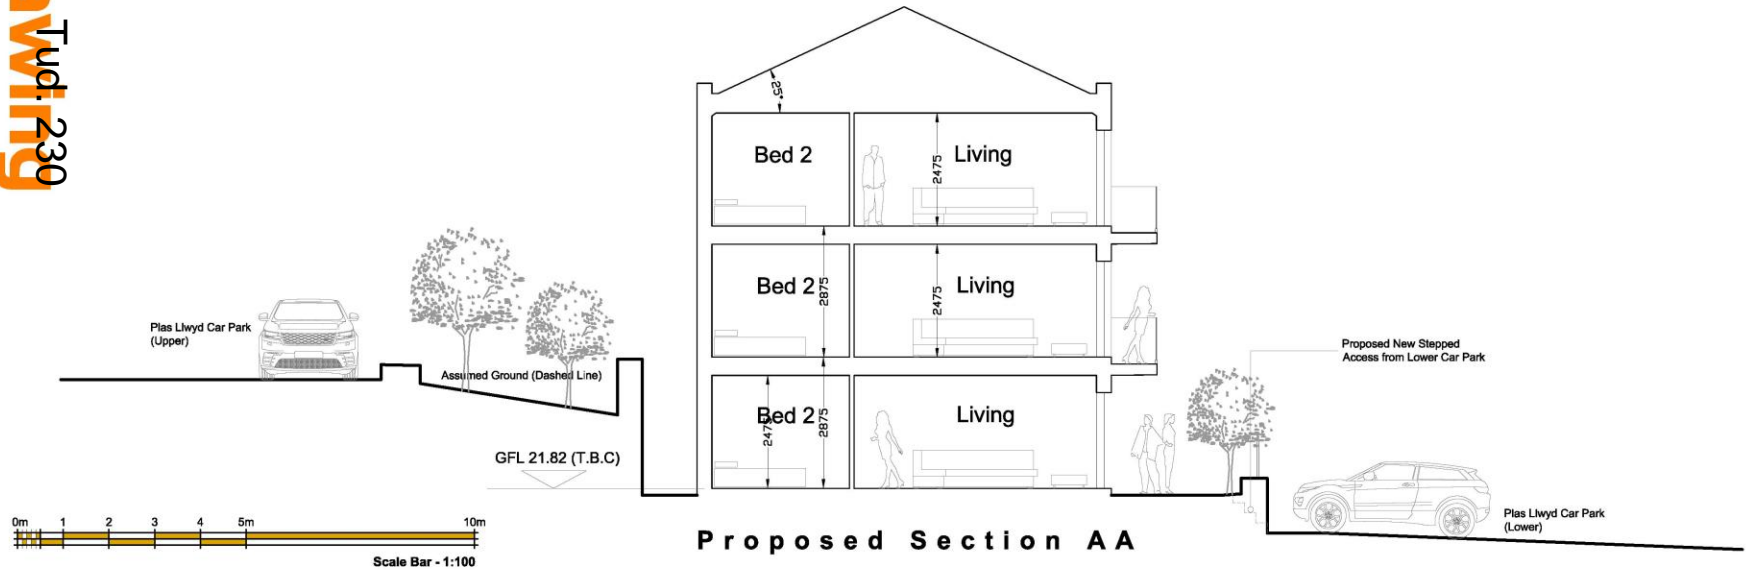 Tud. 230
wing
25°
Bed 2
Living
2475
Bed 2
2875
Living
2475
Plas Llwyd Car Park
(Upper)
Assumed Ground (Dashed Line)
Proposed New Stepped
Access from Lower Car Park
Bed 2
2475
2875
Living
GFL 21.82 (T.B.C)
0m 1 2 3 4 5m 10m
Scale Bar - 1:100
Proposed Section AA
Plas Llwyd Car Park
(Lower)